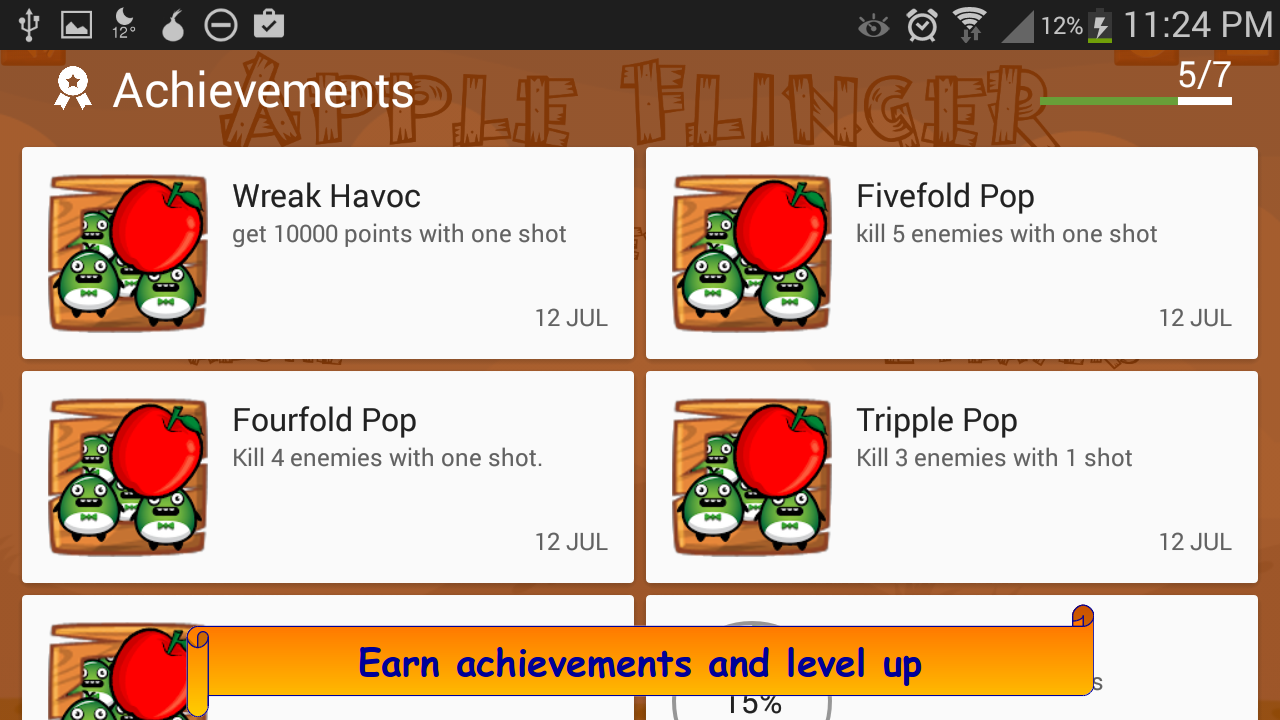 12°
12%
11:24 PM
APPLE FLINGER
Achievements
5/7
Wreak Havoc
get 10000 points with one shot
12 JUL
Fivefold Pop
kill 5 enemies with one shot
12 JUL
Fourfold Pop
Kill 4 enemies with one shot.
12 JUL
Tripple Pop
Kill 3 enemies with 1 shot
12 JUL
Earn achievements and level up
15%